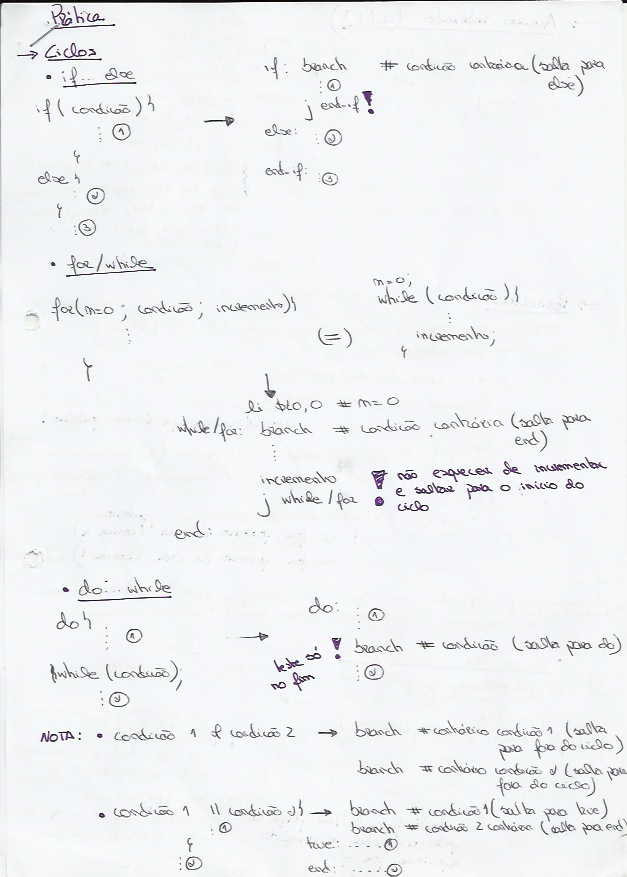 Prática
→ Ciclos
• if... else
if (condição) {
... ①
}
else {
... ②
}
... ③
→
if: branch # condição contrária (salta para else)
... ①
j end-if !
else:
... ②
end-if: ... ③
• for/while
for(n=0; condição; incremento){
...
}
(=)
n=0;
while (condição) {
...
incremento;
}
↓
li $t0,0 # n=0
while/for: branch # condição contrária (salta para
end)
...
incremento
j while/for
! não esquecer de incrementar
e saltar para o início do
ciclo
end: ......
• do... while
do {
... ①
}while (condição);
... ②
→
do: ... ①
teste só
no fim
! branch # condição (salta para do)
... ②
NOTA: • condição 1 & condição 2 → branch # contrário condição 1 (salta
para fora do ciclo)
branch # contrário condição 2 (salta para
fora do ciclo)
• condição 1 || condição 2 { → branch # condição 1 (salta para true)
... ①
branch # condição 2 contrária (salta para end)
}
true: ..... ①
... ②
end: ..... ②